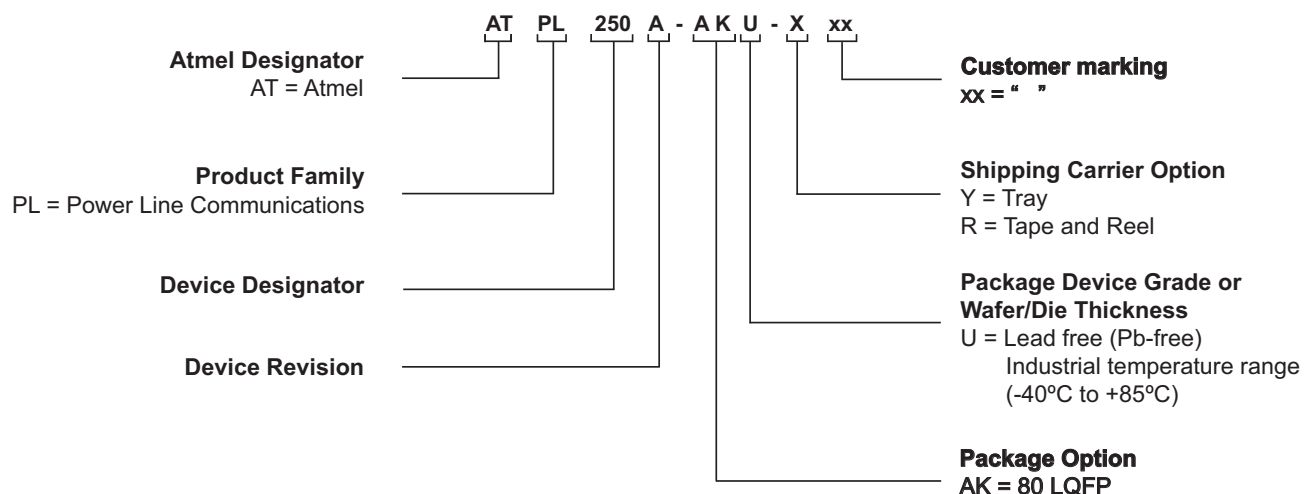 AT PL 250 A - A K U - X xx
Atmel Designator
AT = Atmel
Product Family
PL = Power Line Communications
Device Designator
Device Revision
Customer marking
xx = “ ”
Shipping Carrier Option
Y = Tray
R = Tape and Reel
Package Device Grade or
Wafer/Die Thickness
U = Lead free (Pb-free)
Industrial temperature range
(-40ºC to +85ºC)
Package Option
AK = 80 LQFP